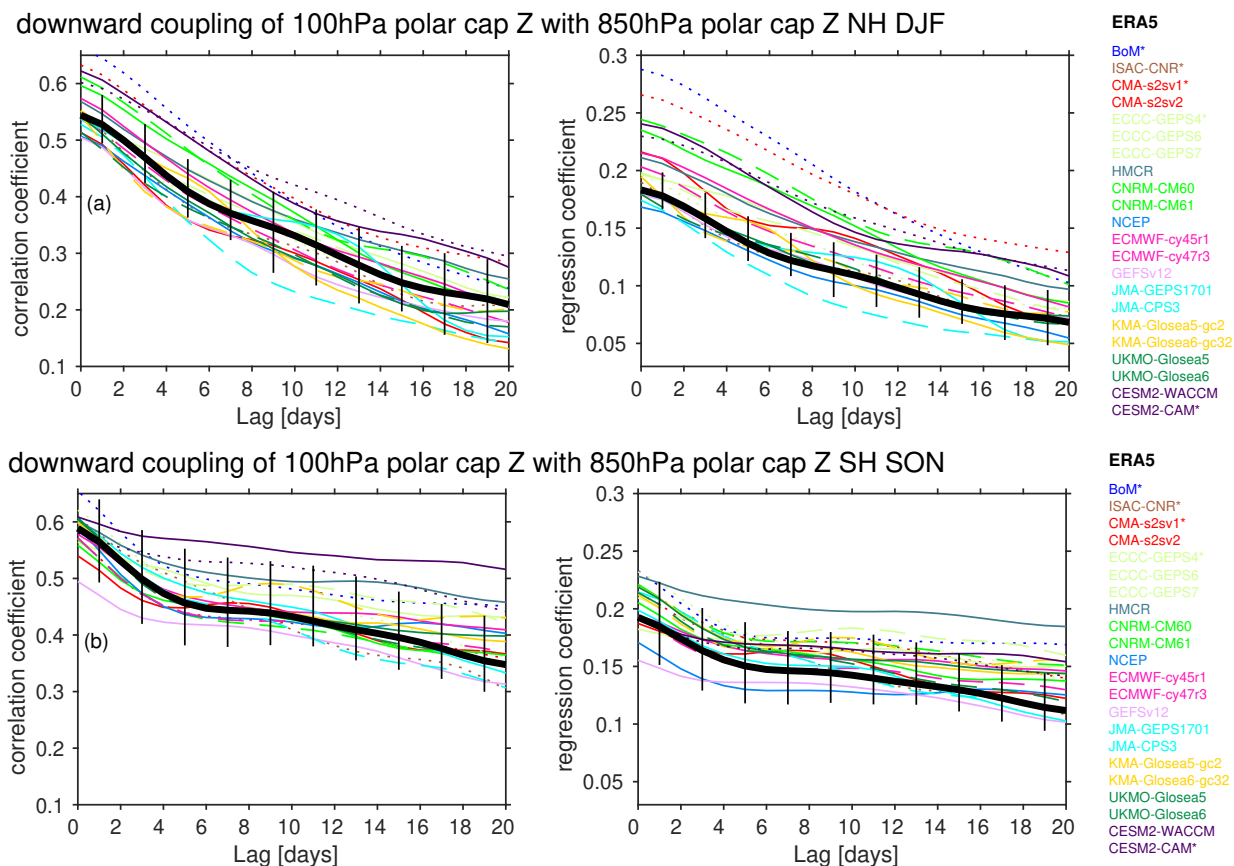 downward coupling of 100hPa polar cap Z with 850hPa polar cap Z NH DJF
correlation coefficient
0.6
0.5
0.4
0.3
0.2
0.1
(a)
0 2 4 6 8 10 12 14 16 18 20
Lag [days]
regression coefficient
0.3
0.25
0.2
0.15
0.1
0.05
0 2 4 6 8 10 12 14 16 18 20
Lag [days]
ERA5
BoM*
ISAC-CNR*
CMA-s2sv1*
CMA-s2sv2
ECCC-GEPS4*
ECCC-GEPS6
ECCC-GEPS7
HMCR
CNRM-CM60
CNRM-CM61
NCEP
ECMWF-cy45r1
ECMWF-cy47r3
GEFSv12
JMA-GEPS1701
JMA-CPS3
KMA-Glosea5-gc2
KMA-Glosea6-gc32
UKMO-Glosea5
UKMO-Glosea6
CESM2-WACCM
CESM2-CAM*
downward coupling of 100hPa polar cap Z with 850hPa polar cap Z SH SON
correlation coefficient
0.6
0.5
0.4
0.3
0.2
0.1
(b)
0 2 4 6 8 10 12 14 16 18 20
Lag [days]
regression coefficient
0.3
0.25
0.2
0.15
0.1
0.05
0 2 4 6 8 10 12 14 16 18 20
Lag [days]
ERA5
BoM*
ISAC-CNR*
CMA-s2sv1*
CMA-s2sv2
ECCC-GEPS4*
ECCC-GEPS6
ECCC-GEPS7
HMCR
CNRM-CM60
CNRM-CM61
NCEP
ECMWF-cy45r1
ECMWF-cy47r3
GEFSv12
JMA-GEPS1701
JMA-CPS3
KMA-Glosea5-gc2
KMA-Glosea6-gc32
UKMO-Glosea5
UKMO-Glosea6
CESM2-WACCM
CESM2-CAM*